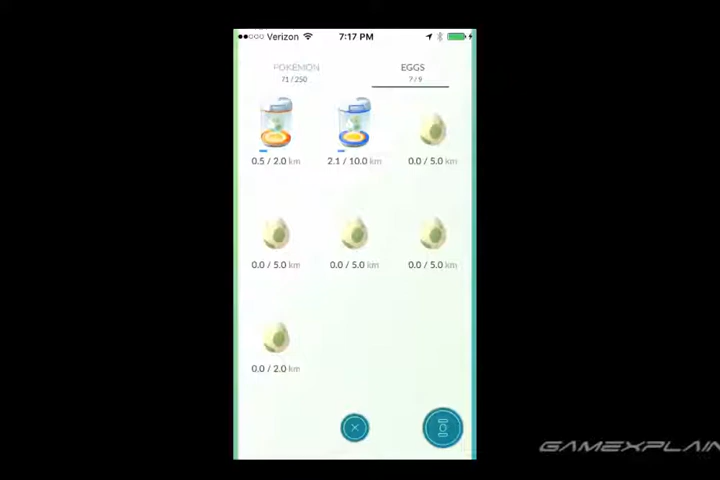 Verizon 7:17 PM
POKÉMON EGGS
71 / 250 7 / 9
0.5 / 2.0 km 2.1 / 10.0 km 0.0 / 5.0 km
0.0 / 5.0 km 0.0 / 5.0 km 0.0 / 5.0 km
0.0 / 2.0 km
GAMEXPLAIN